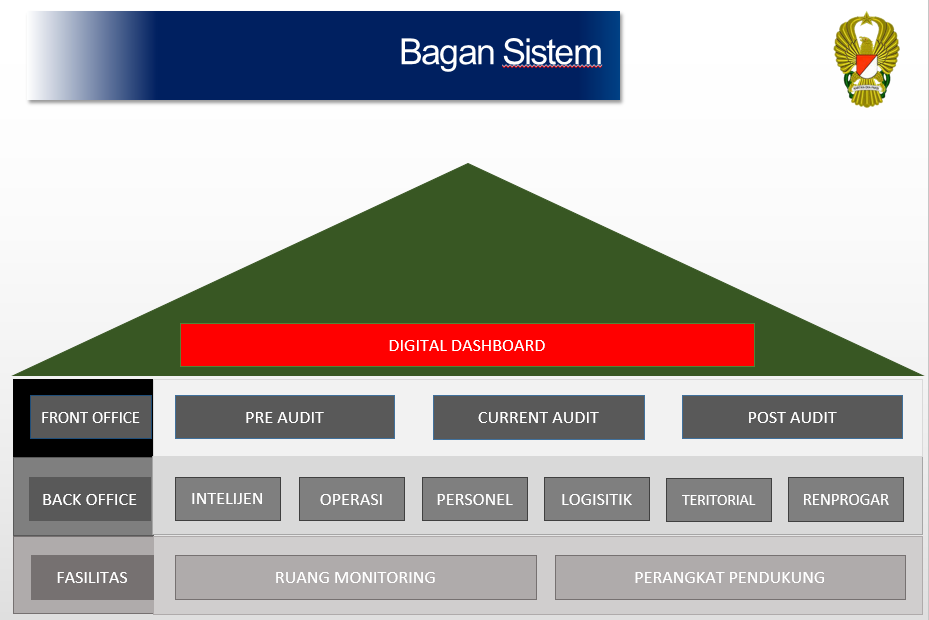 Bagan Sistem
DIGITAL DASHBOARD
FRONT OFFICE
PRE AUDIT
CURRENT AUDIT
POST AUDIT
BACK OFFICE
INTELIJEN
OPERASI
PERSONEL
LOGISITIK
TERITORIAL
RENPROGAR
FASILITAS
RUANG MONITORING
PERANGKAT PENDUKUNG